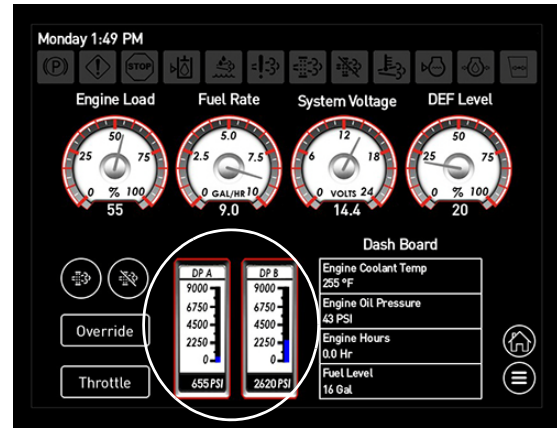 Monday 1:49 PM
(P) STOP
Engine Load Fuel Rate System Voltage DEF Level
50 5.0 12 50
25 75 2.5 7.5 6 18 25 75
0 % 100 0 GAL/HR 10 0 VOLTS 24 0 % 100
55 9.0 14.4 20
Dash Board
DP A DP B
9000 9000
6750 6750
4500 4500
2250 2250
0 0
655 PSI 2620 PSI
Engine Coolant Temp
255 °F
Engine Oil Pressure
43 PSI
Engine Hours
0.0 Hr
Fuel Level
16 Gal
Override
Throttle